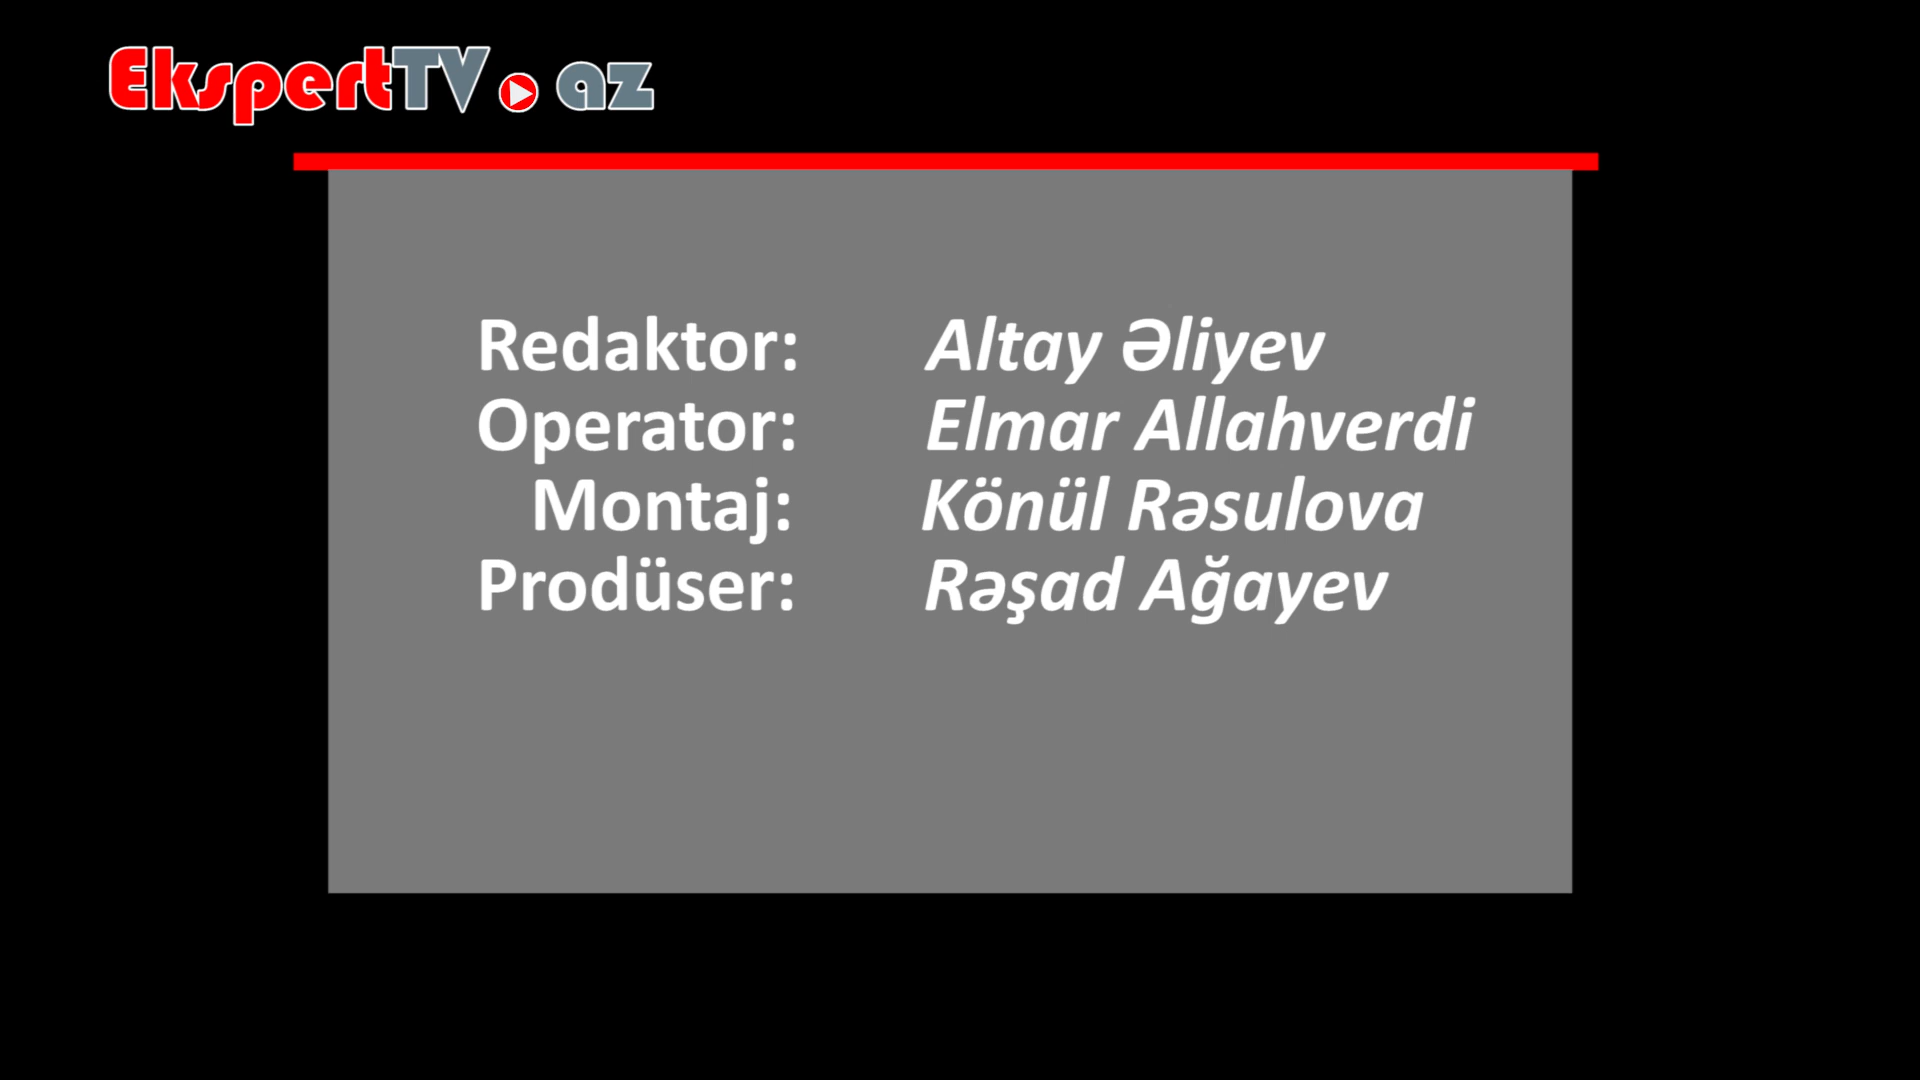 EkspertTV.az
Redaktor: Altay Əliyev
Operator: Elmar Allahverdi
Montaj: Könül Rəsulova
Prodüser: Rəşad Ağayev